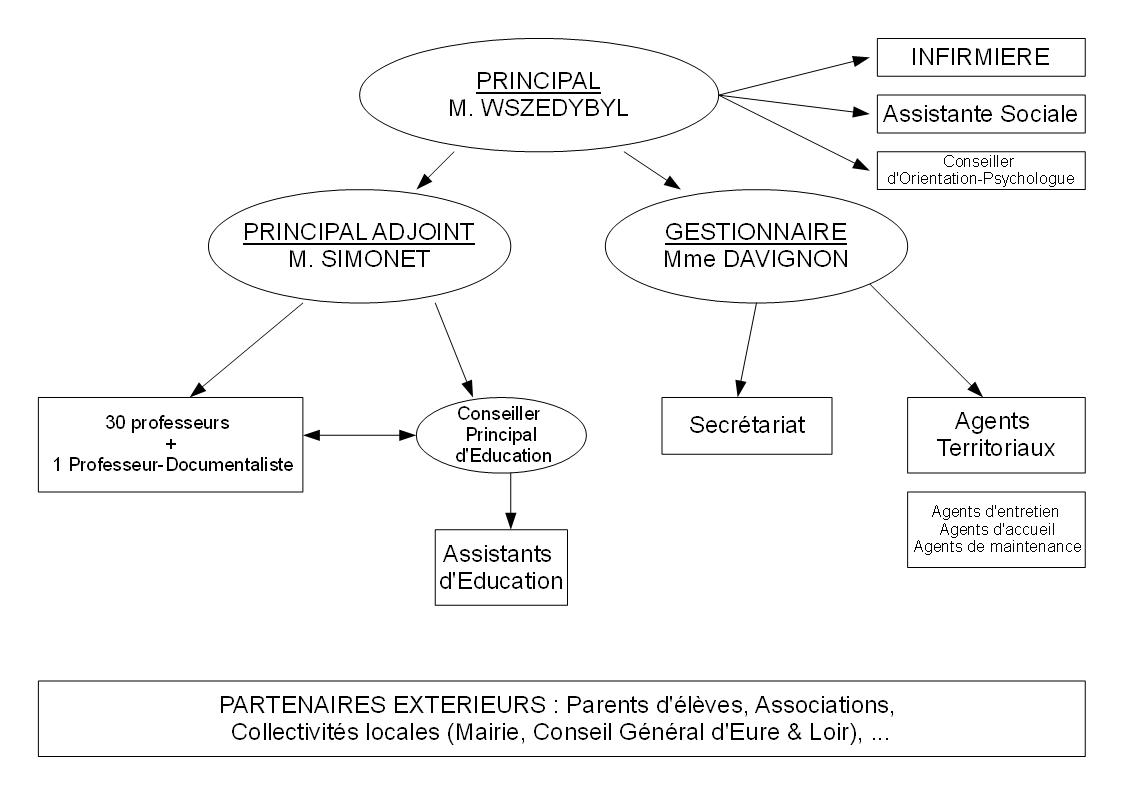 PRINCIPAL
M. WSZEDYBYL
INFIRMIERE
Assistante Sociale
Conseiller
d'Orientation-Psychologue
PRINCIPAL ADJOINT
M. SIMONET
GESTIONNAIRE
Mme DAVIGNON
30 professeurs
+
1 Professeur-Documentaliste
Conseiller
Principal
d'Education
Secrétariat
Agents
Territoriaux
Agents d'entretien
Agents d'accueil
Agents de maintenance
Assistants
d'Education
PARTENAIRES EXTERIEURS : Parents d'élèves, Associations,
Collectivités locales (Mairie, Conseil Général d'Eure & Loir), ...